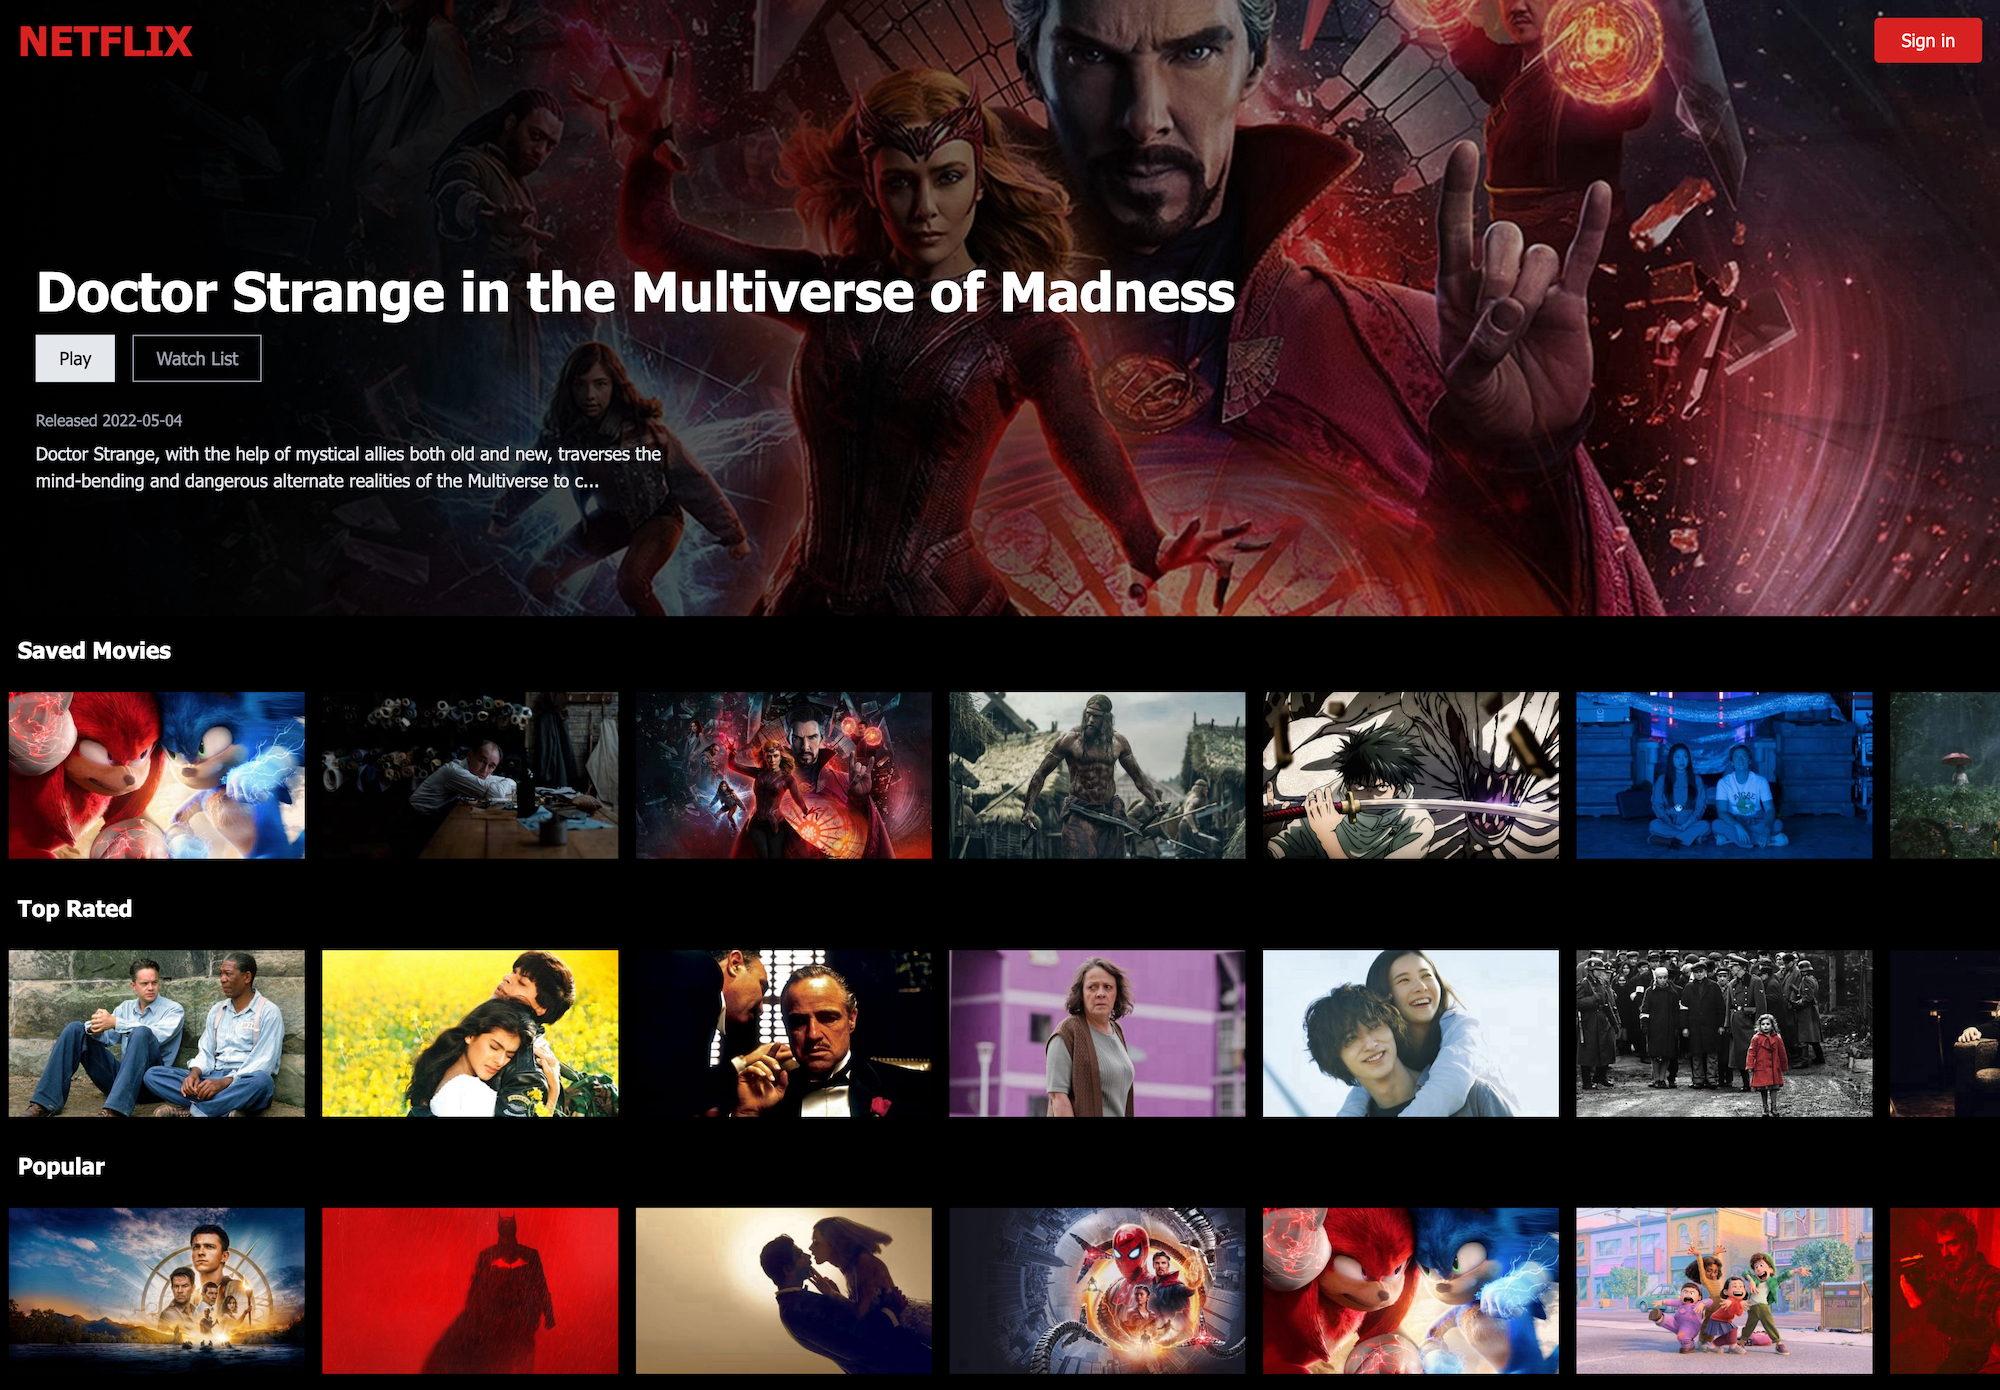 NETFLIX
Sign in
Doctor Strange in the Multiverse of Madness
Play
Watch List
Released 2022-05-04
Doctor Strange, with the help of mystical allies both old and new, traverses the
mind-bending and dangerous alternate realities of the Multiverse to c...
Saved Movies
Top Rated
Popular